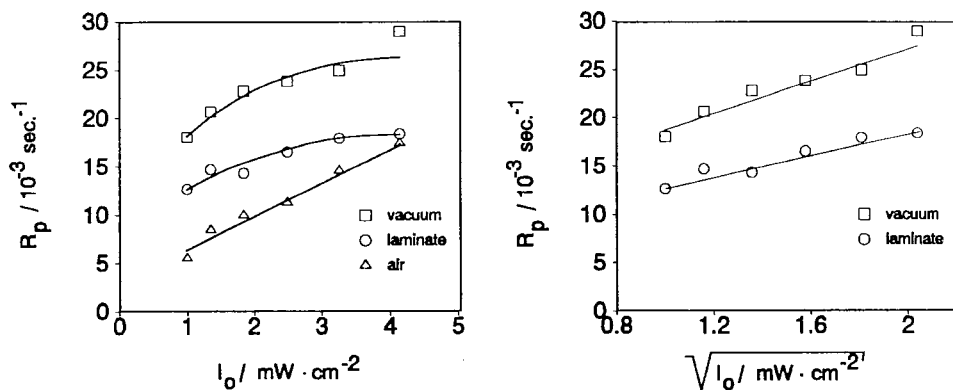 30
25
20
15
10
5
0
0 1 2 3 4 5
R_p / 10^-3 sec.^-1
I_o / mW · cm^-2
vacuum
laminate
air
30
25
20
15
10
5
0
0.8 1.2 1.6 2
R_p / 10^-3 sec.^-1
√I_o / mW · cm^-2
vacuum
laminate